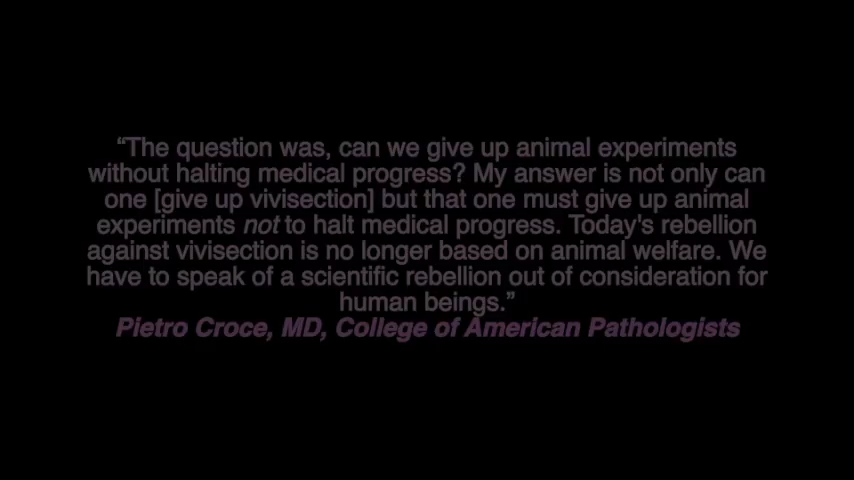 “The question was, can we give up animal experiments
without halting medical progress? My answer is not only can
one [give up vivisection] but that one must give up animal
experiments not to halt medical progress. Today's rebellion
against vivisection is no longer based on animal welfare. We
have to speak of a scientific rebellion out of consideration for
human beings.”
Pietro Croce, MD, College of American Pathologists